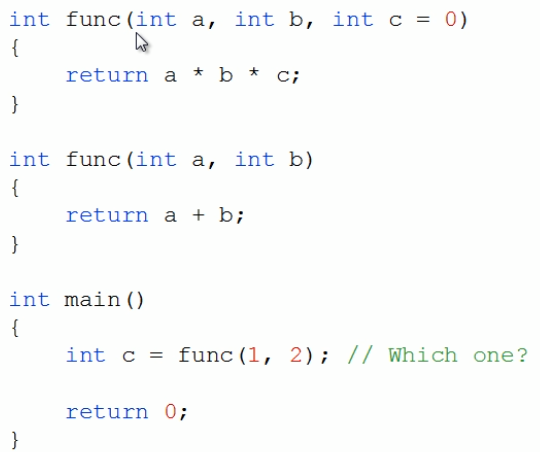 int func(int a, int b, int c = 0)
{
    return a * b * c;
}

int func(int a, int b)
{
    return a + b;
}

int main()
{
    int c = func(1, 2); // Which one?

    return 0;
}